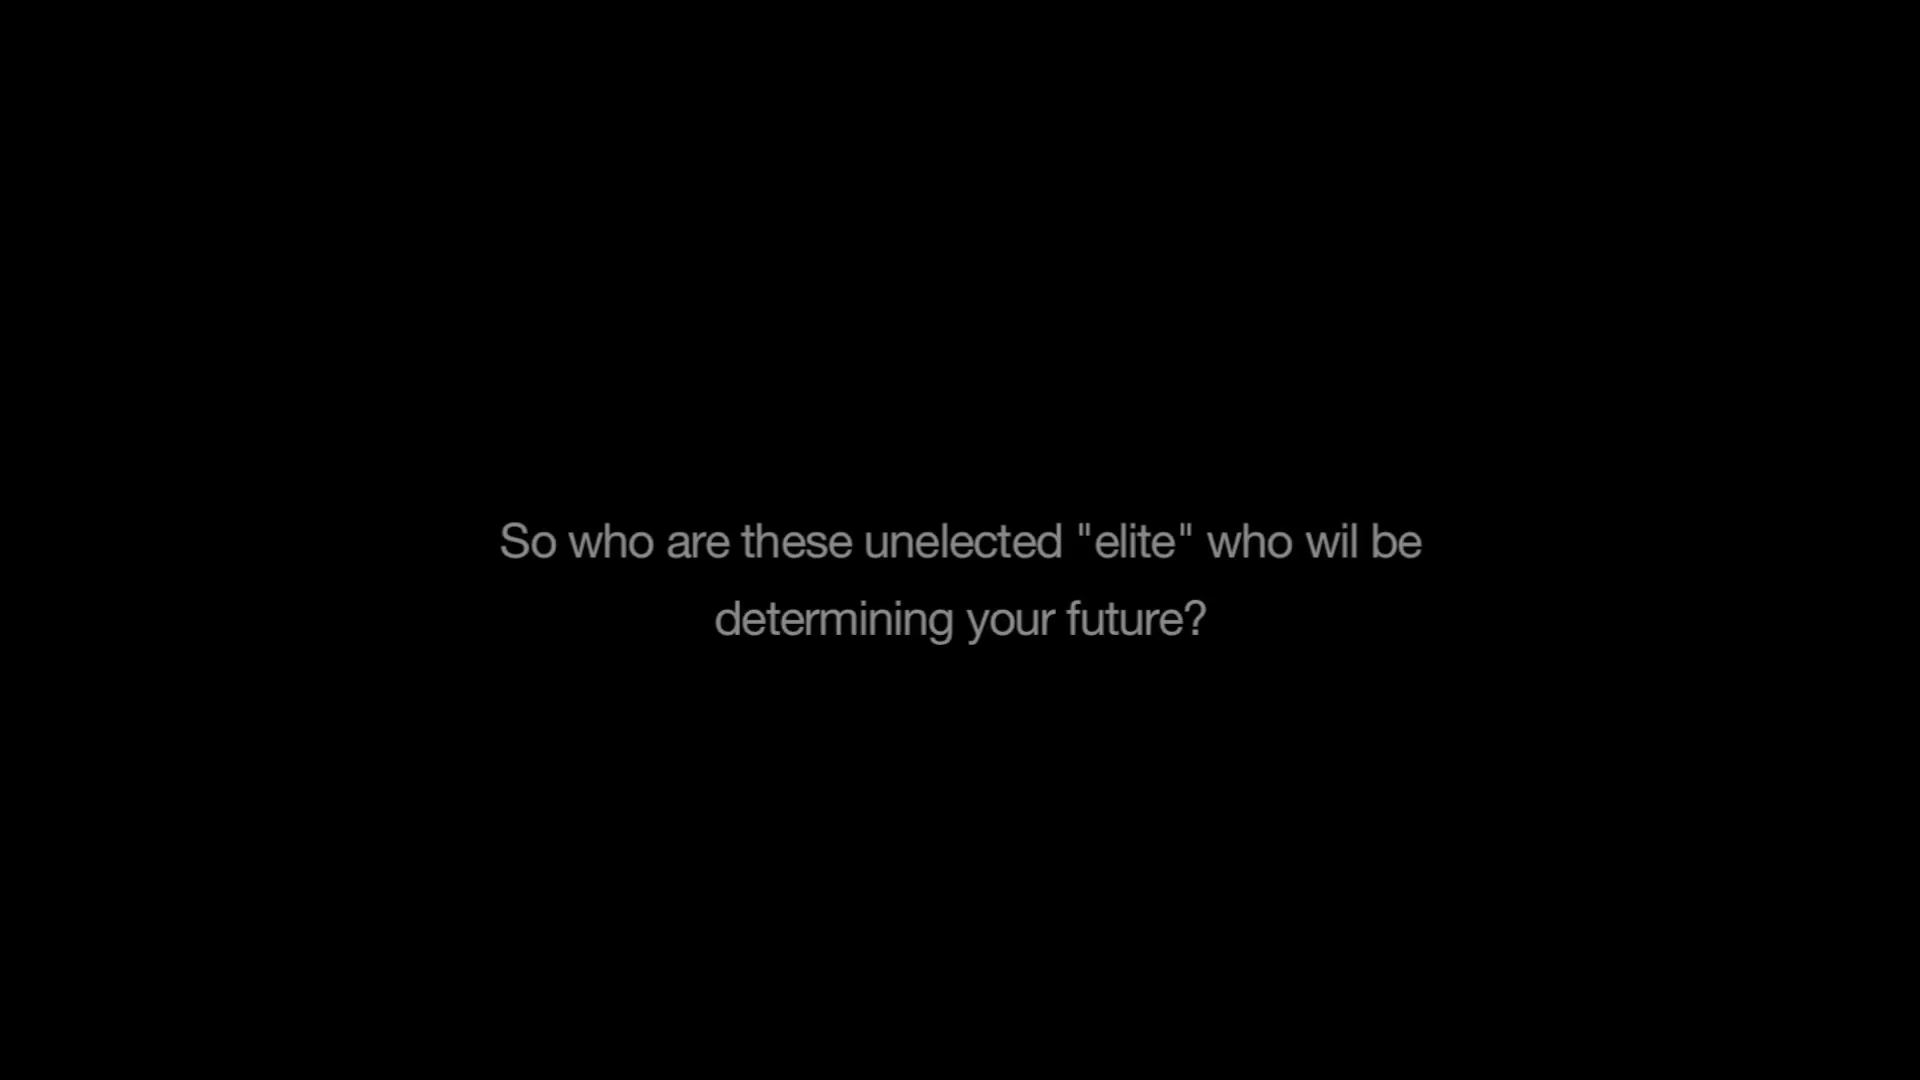 So who are these unelected "elite" who wil be
determining your future?